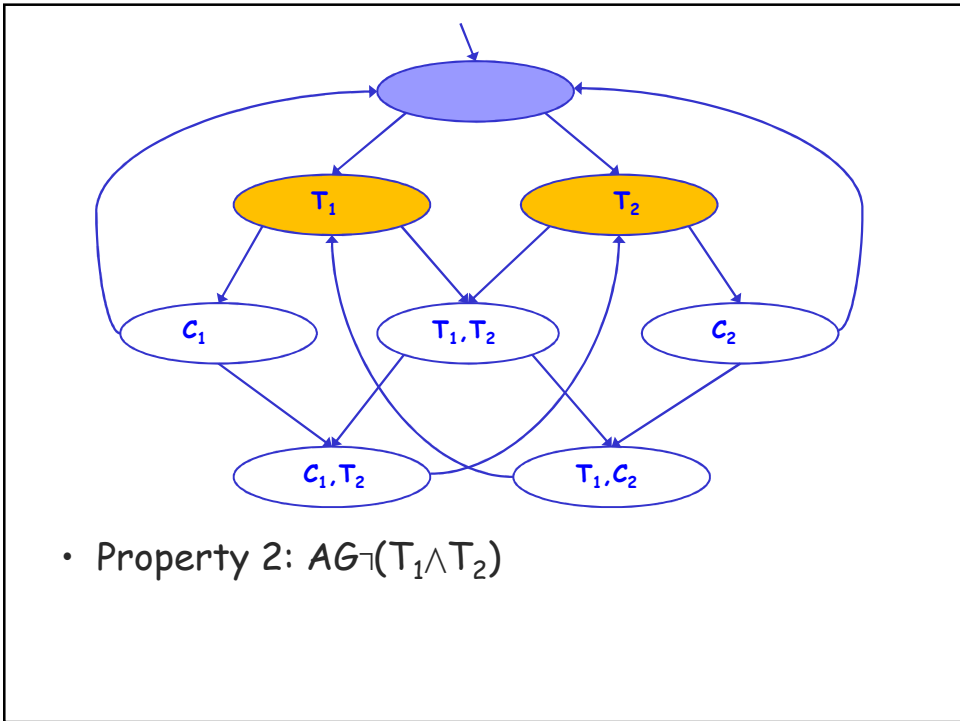 T₁
T₂
C₁
T₁,T₂
C₂
C₁,T₂
T₁,C₂
• Property 2: AG¬(T₁∧T₂)